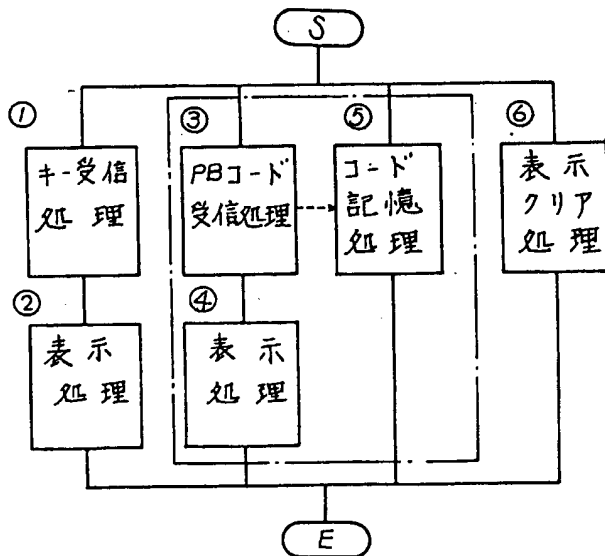 S
①
キー受信
処理
②
表示
処理
③
PBコード
受信処理
④
表示
処理
⑤
コード
記憶
処理
⑥
表示
クリア
処理
E